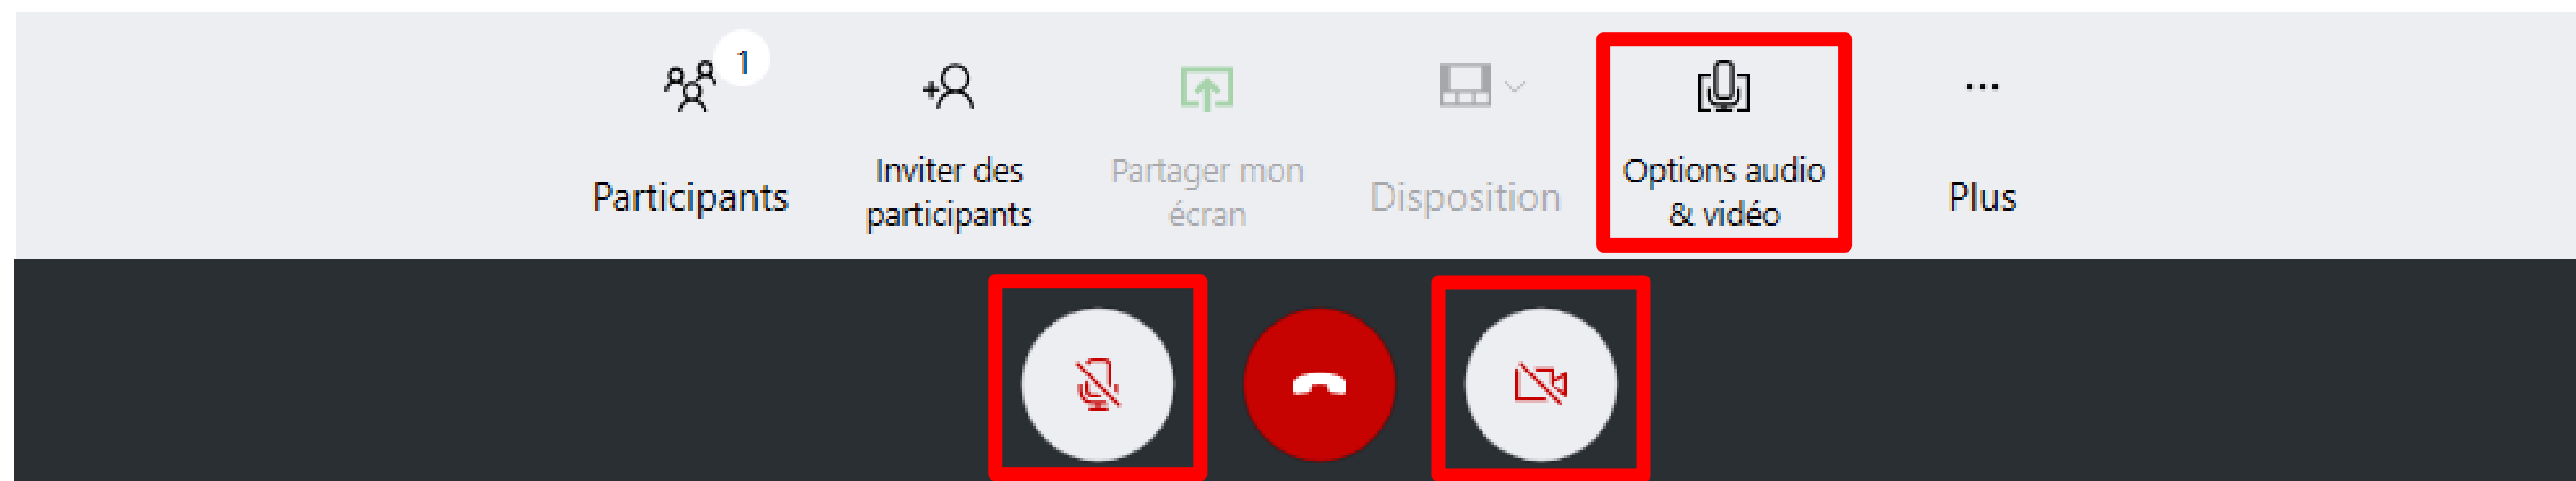 1
Participants
Inviter des
participants
Partager mon
écran
Disposition
Options audio
& vidéo
...
Plus